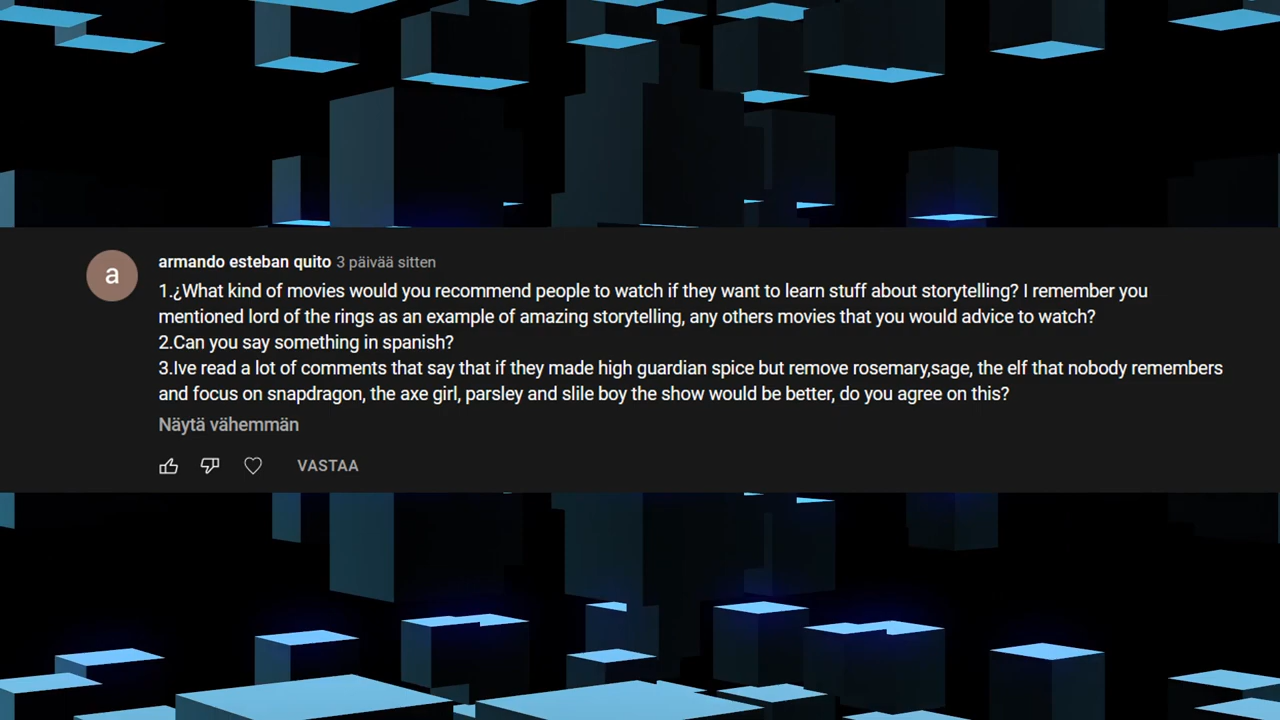 a
armando esteban quito 3 päivää sitten
1.¿What kind of movies would you recommend people to watch if they want to learn stuff about storytelling? I remember you
mentioned lord of the rings as an example of amazing storytelling, any others movies that you would advice to watch?
2.Can you say something in spanish?
3.Ive read a lot of comments that say that if they made high guardian spice but remove rosemary,sage, the elf that nobody remembers
and focus on snapdragon, the axe girl, parsley and slile boy the show would be better, do you agree on this?
Näytä vähemmän
VASTAA